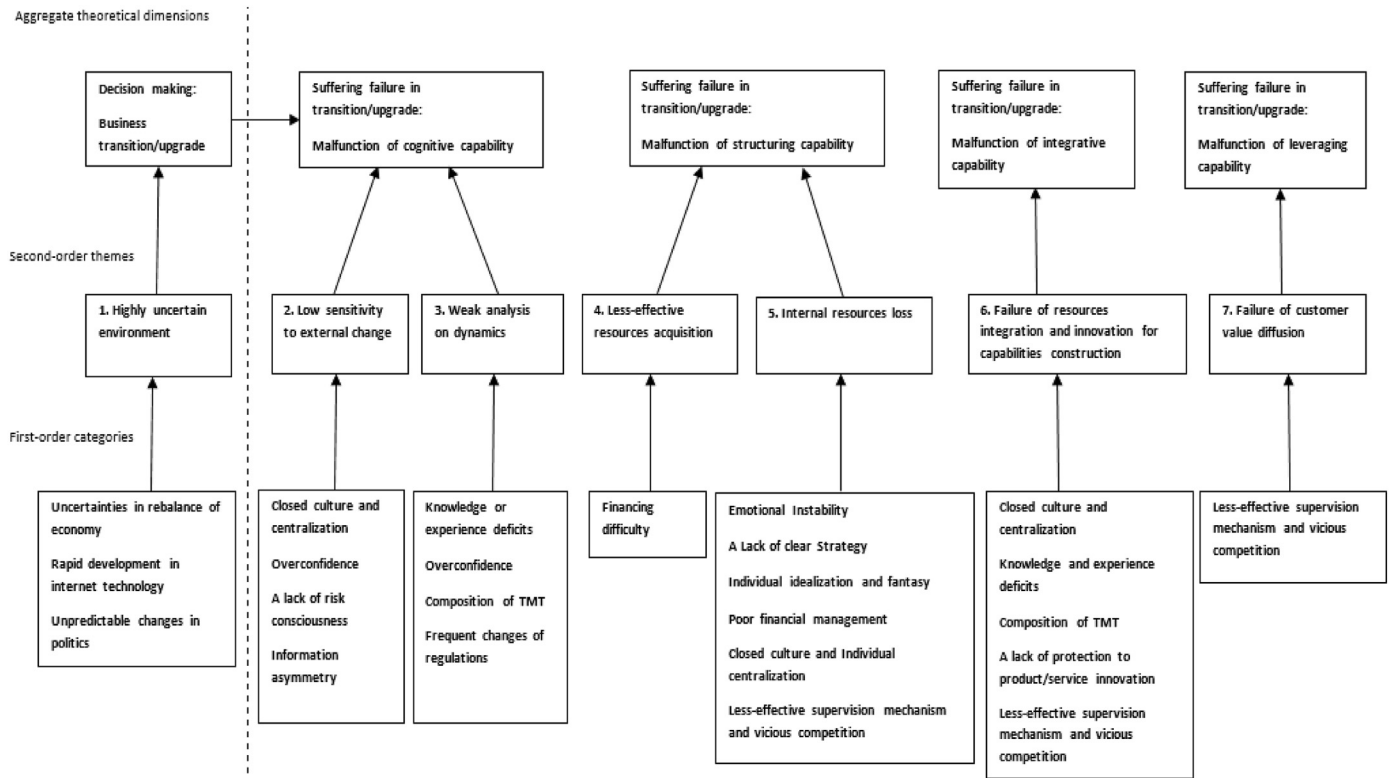 Aggregate theoretical dimensions
Decision making:
Business
transition/upgrade
Suffering failure in
transition/upgrade:
Malfunction of cognitive capability
Suffering failure in
transition/upgrade:
Malfunction of structuring capability
Suffering failure in
transition/upgrade:
Malfunction of integrative
capability
Suffering failure in
transition/upgrade:
Malfunction of leveraging
capability
Second-order themes
1. Highly uncertain
environment
2. Low sensitivity
to external change
3. Weak analysis
on dynamics
4. Less-effective
resources acquisition
5. Internal resources loss
6. Failure of resources
integration and innovation for
capabilities construction
7. Failure of customer
value diffusion
First-order categories
Uncertainties in rebalance of
economy
Rapid development in
internet technology
Unpredictable changes in
politics
Closed culture and
centralization
Overconfidence
A lack of risk
consciousness
Information
asymmetry
Knowledge or
experience deficits
Overconfidence
Composition of TMT
Frequent changes of
regulations
Financing
difficulty
Emotional Instability
A Lack of clear Strategy
Individual idealization and fantasy
Poor financial management
Closed culture and Individual
centralization
Less-effective supervision mechanism
and vicious competition
Closed culture and
centralization
Knowledge and experience
deficits
Composition of TMT
A lack of protection to
product/service innovation
Less-effective supervision
mechanism and vicious
competition
Less-effective supervision
mechanism and vicious
competition